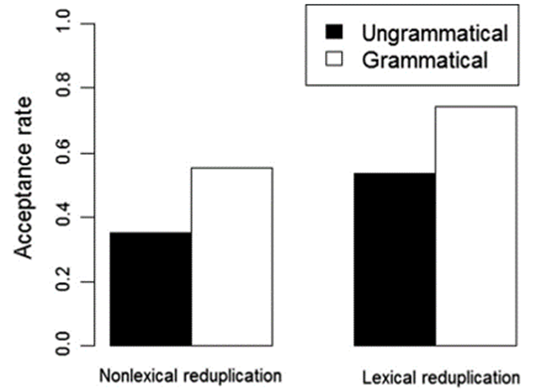 Ungrammatical
Grammatical
Acceptance rate
1.0
0.8
0.6
0.4
0.2
0.0
Nonlexical reduplication
Lexical reduplication